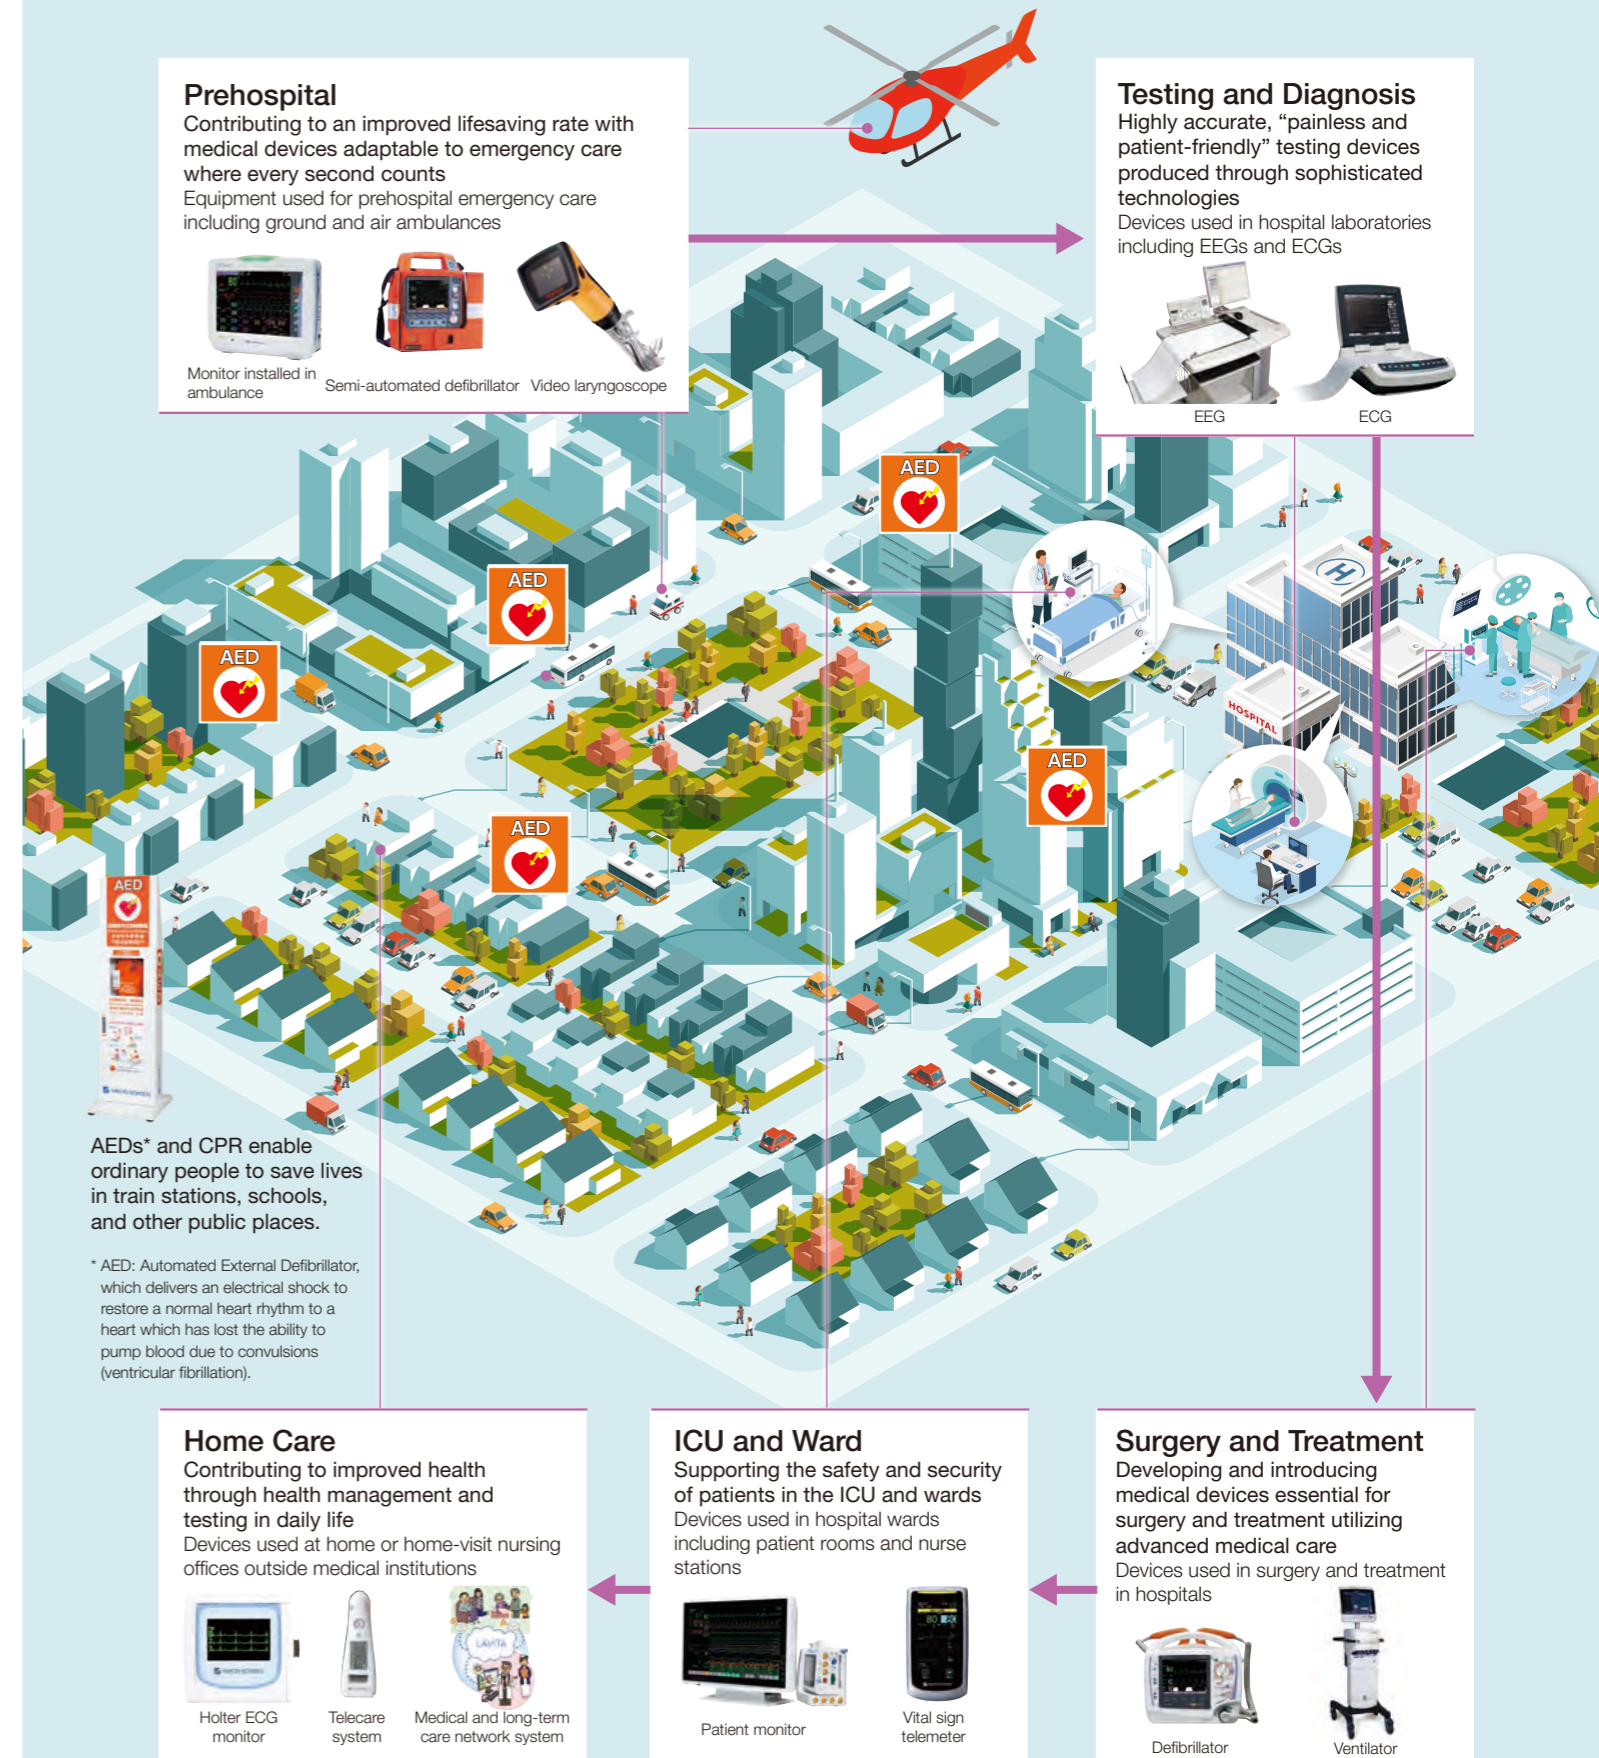 Prehospital
Contributing to an improved lifesaving rate with
medical devices adaptable to emergency care
where every second counts
Equipment used for prehospital emergency care
including ground and air ambulances
Monitor installed in
ambulance
Semi-automated defibrillator
Video laryngoscope
Testing and Diagnosis
Highly accurate, “painless and
patient-friendly” testing devices
produced through sophisticated
technologies
Devices used in hospital laboratories
including EEGs and ECGs
EEG
ECG
AED
AED
AED
H
HOSPITAL
AED
AED
AED
AEDs* and CPR enable
ordinary people to save lives
in train stations, schools,
and other public places.
* AED: Automated External Defibrillator,
which delivers an electrical shock to
restore a normal heart rhythm to a
heart which has lost the ability to
pump blood due to convulsions
(ventricular fibrillation).
Home Care
Contributing to improved health
through health management and
testing in daily life
Devices used at home or home-visit nursing
offices outside medical institutions
LAVITA
Holter ECG
monitor
Telecare
system
Medical and long-term
care network system
ICU and Ward
Supporting the safety and security
of patients in the ICU and wards
Devices used in hospital wards
including patient rooms and nurse
stations
Patient monitor
Vital sign
telemeter
Surgery and Treatment
Developing and introducing
medical devices essential for
surgery and treatment utilizing
advanced medical care
Devices used in surgery and treatment
in hospitals
Defibrillator
Ventilator